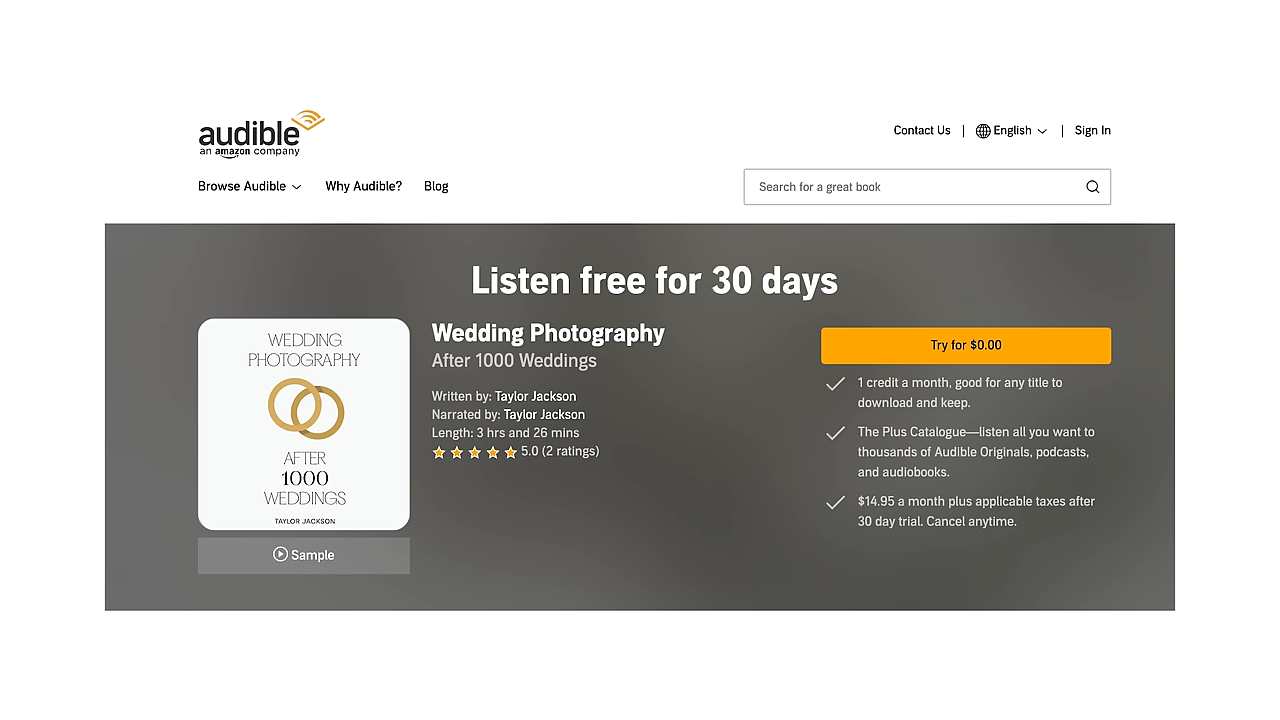 audible
an amazon company
Contact Us | English | Sign In
Browse Audible Why Audible? Blog
Search for a great book
Listen free for 30 days
WEDDING
PHOTOGRAPHY
AFTER
1000
WEDDINGS
TAYLOR JACKSON
Sample
Wedding Photography
After 1000 Weddings
Written by: Taylor Jackson
Narrated by: Taylor Jackson
Length: 3 hrs and 26 mins
5.0 (2 ratings)
Try for $0.00
1 credit a month, good for any title to
download and keep.
The Plus Catalogue—listen all you want to
thousands of Audible Originals, podcasts,
and audiobooks.
$14.95 a month plus applicable taxes after
30 day trial. Cancel anytime.